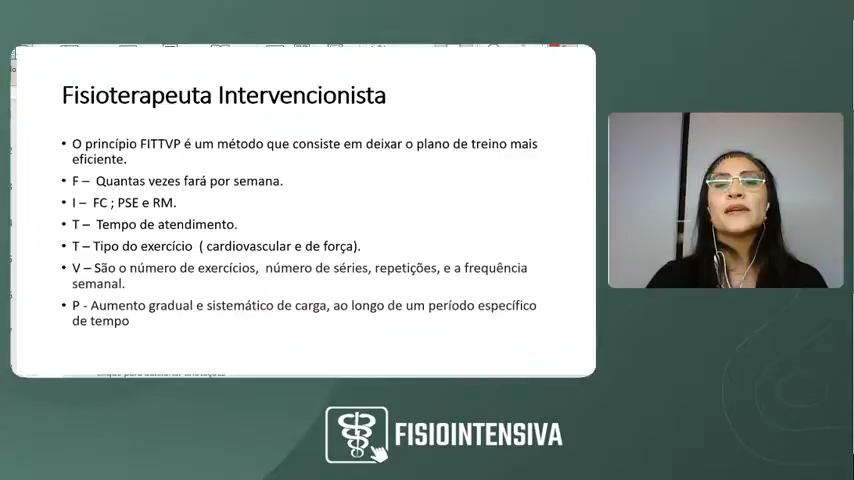 Fisioterapeuta Intervencionista
• O princípio FITTVP é um método que consiste em deixar o plano de treino mais
eficiente.
• F – Quantas vezes fará por semana.
• I – FC ; PSE e RM.
• T – Tempo de atendimento.
• T – Tipo do exercício ( cardiovascular e de força).
• V – São o número de exercícios, número de séries, repetições, e a frequência
semanal.
• P - Aumento gradual e sistemático de carga, ao longo de um período específico
de tempo
FISIOINTENSIVA